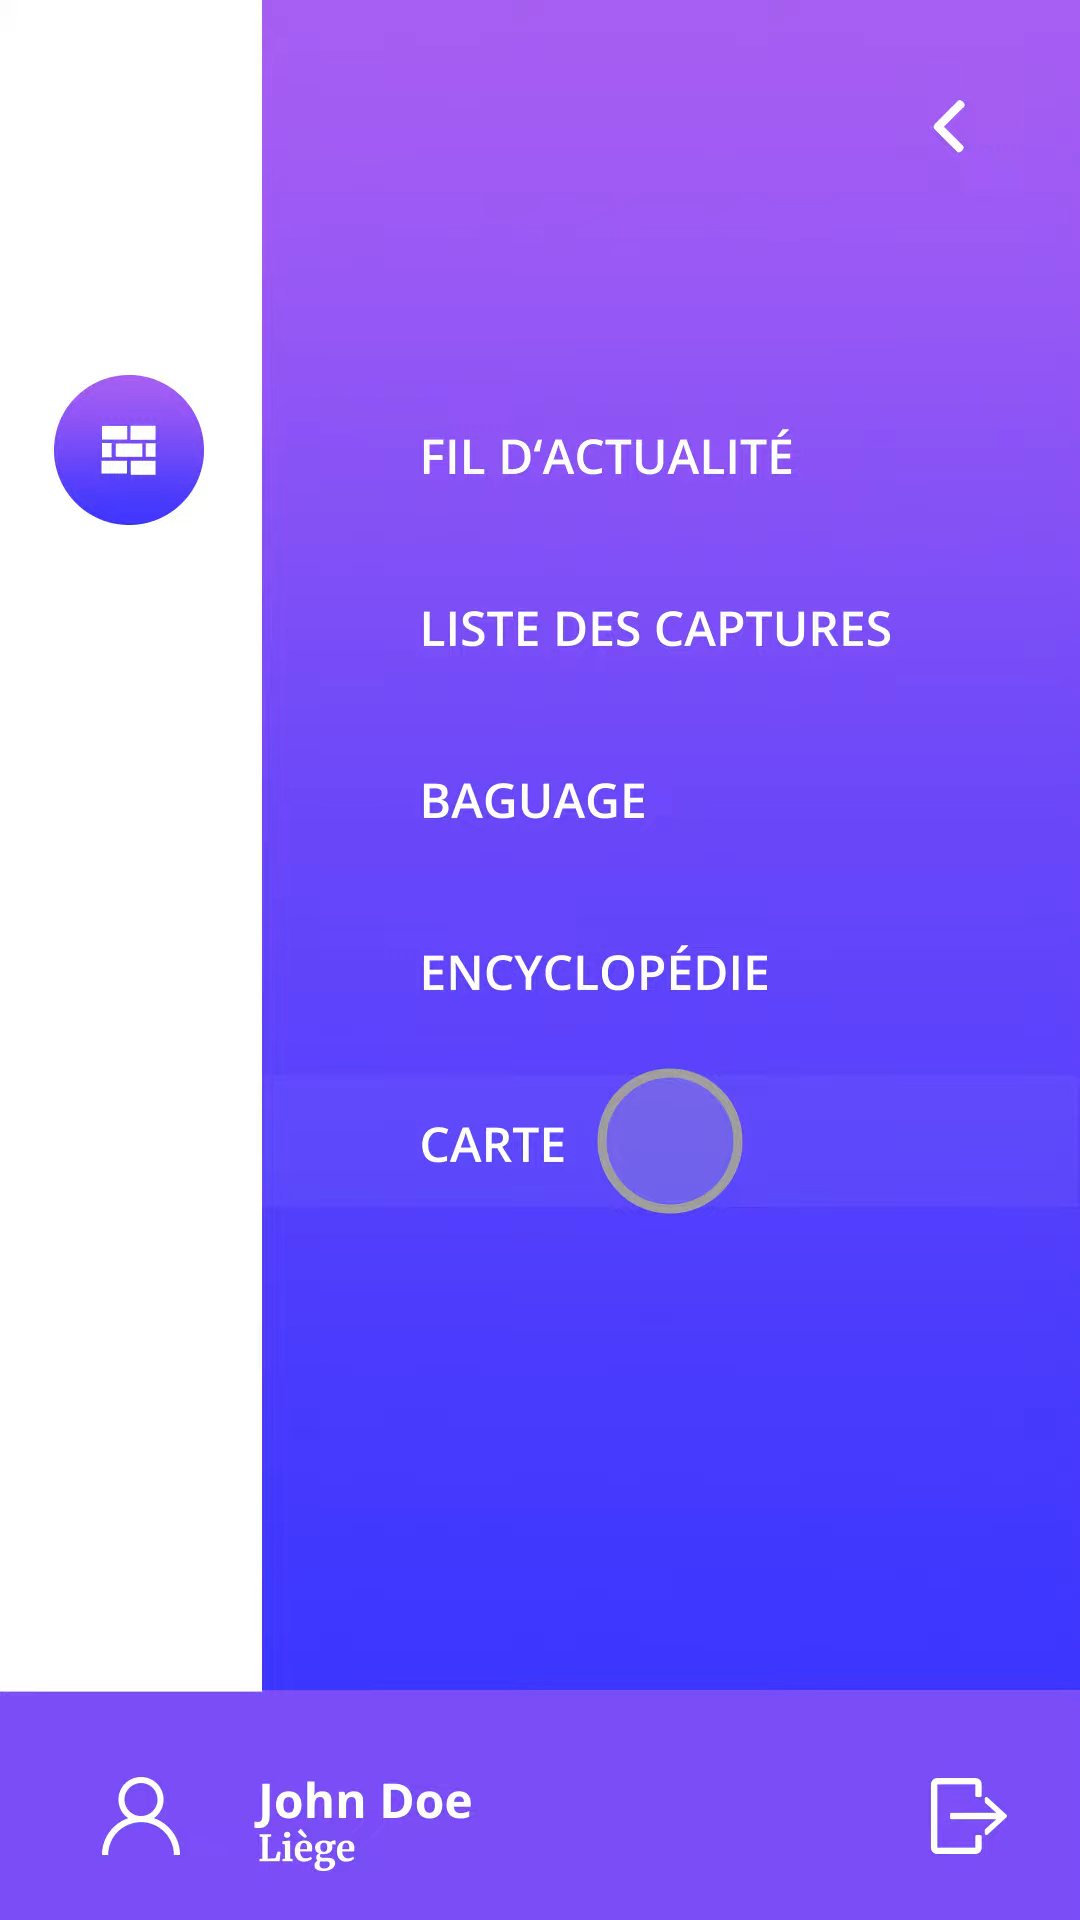 FIL D‘ACTUALITÉ
LISTE DES CAPTURES
BAGUAGE
ENCYCLOPÉDIE
CARTE
John Doe
Liège